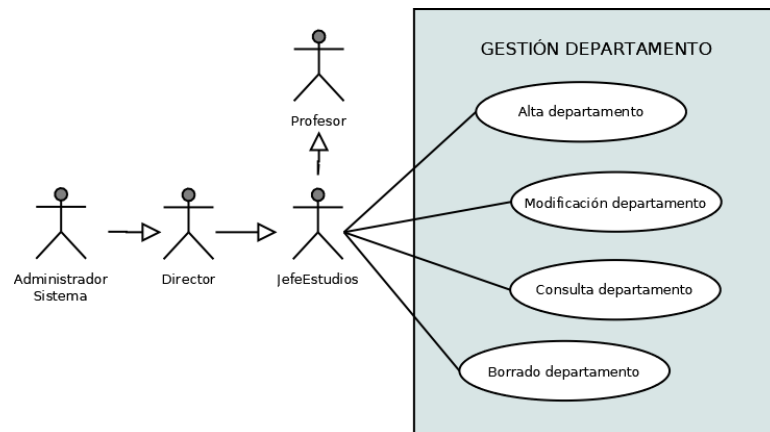 GESTIÓN DEPARTAMENTO
Alta departamento
Profesor
Modificación departamento
Administrador
Sistema
Director
JefeEstudios
Consulta departamento
Borrado departamento